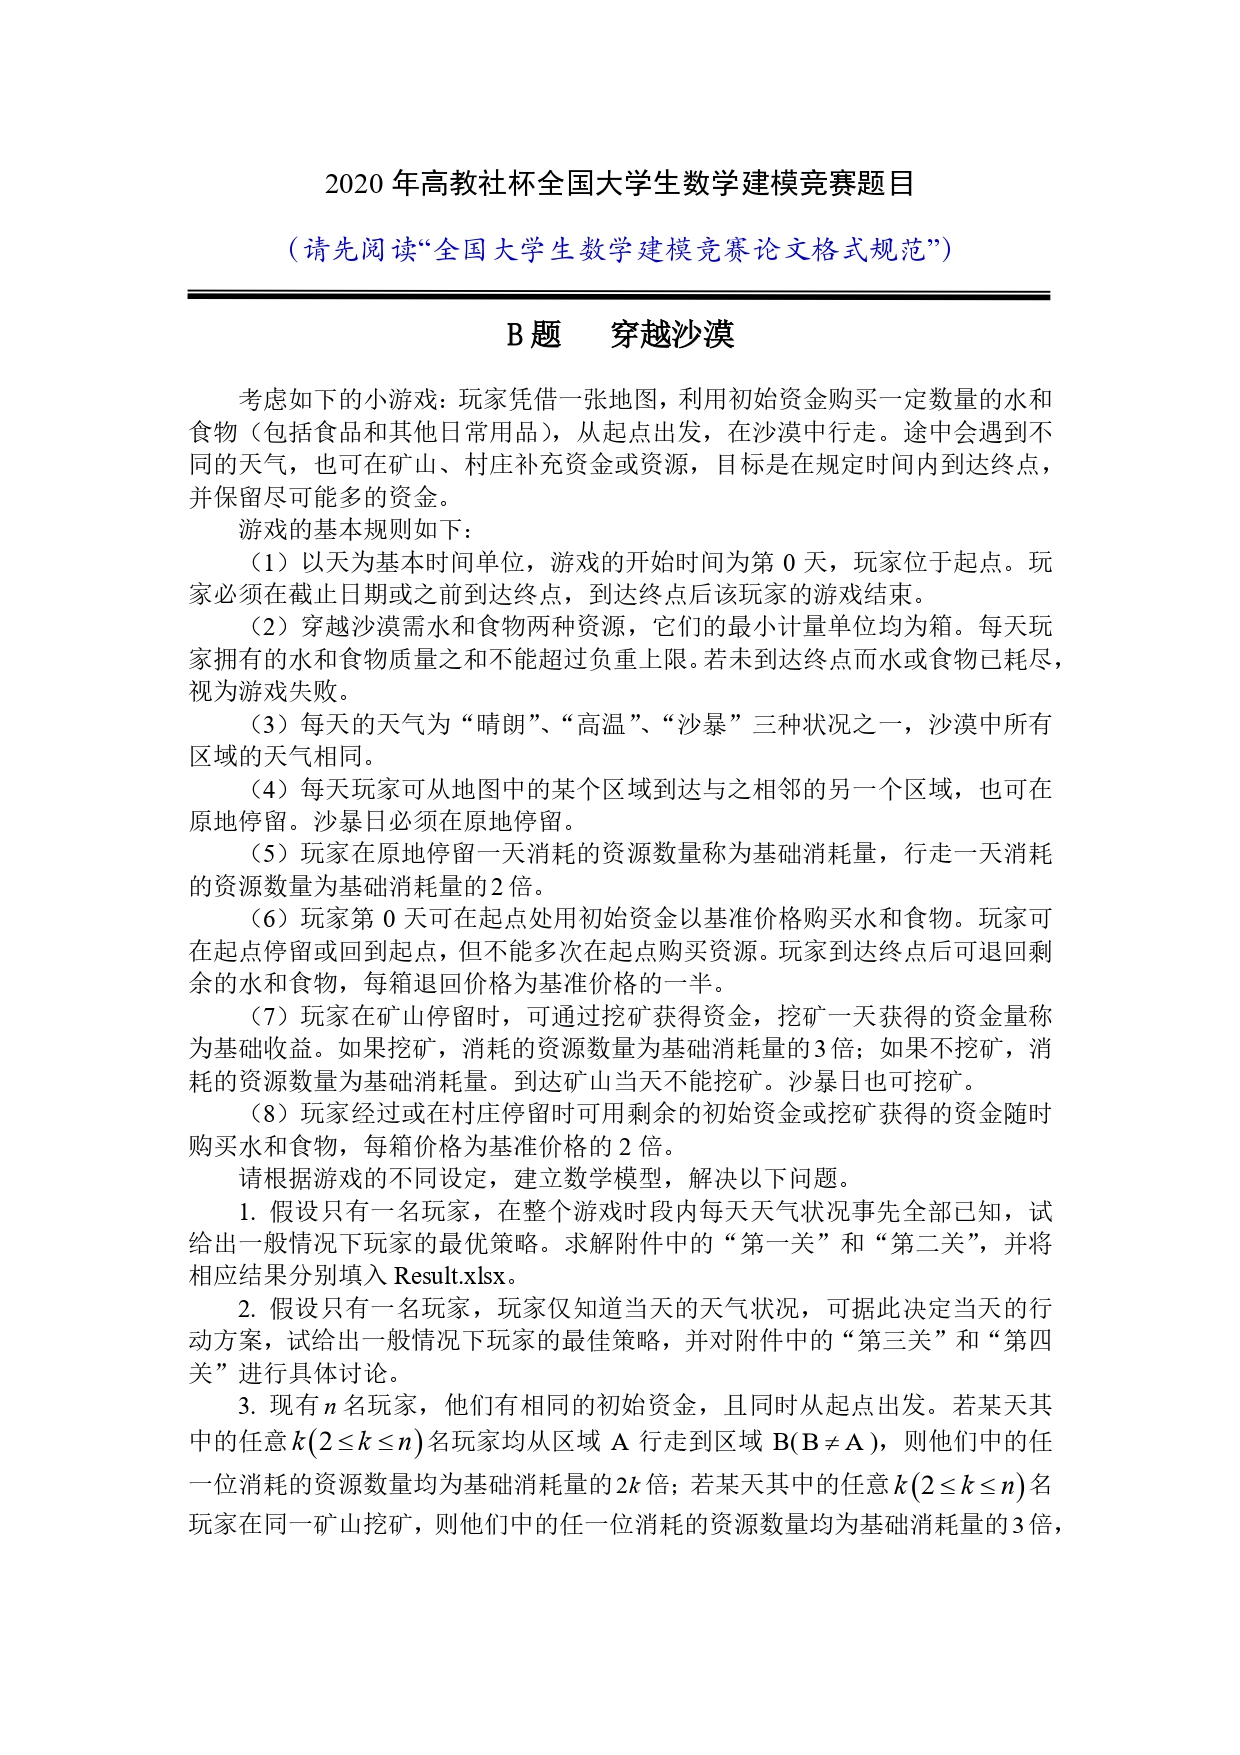 2020 年高教社杯全国大学生数学建模竞赛题目
（请先阅读“全国大学生数学建模竞赛论文格式规范”）
B 题 穿越沙漠
考虑如下的小游戏：玩家凭借一张地图，利用初始资金购买一定数量的水和
食物（包括食品和其他日常用品），从起点出发，在沙漠中行走。途中会遇到不
同的天气，也可在矿山、村庄补充资金或资源，目标是在规定时间内到达终点，
并保留尽可能多的资金。
游戏的基本规则如下：
（1）以天为基本时间单位，游戏的开始时间为第 0 天，玩家位于起点。玩
家必须在截止日期或之前到达终点，到达终点后该玩家的游戏结束。
（2）穿越沙漠需水和食物两种资源，它们的最小计量单位均为箱。每天玩
家拥有的水和食物质量之和不能超过负重上限。若未到达终点而水或食物已耗尽，
视为游戏失败。
（3）每天的天气为“晴朗”、“高温”、“沙暴”三种状况之一，沙漠中所有
区域的天气相同。
（4）每天玩家可从地图中的某个区域到达与之相邻的另一个区域，也可在
原地停留。沙暴日必须在原地停留。
（5）玩家在原地停留一天消耗的资源数量称为基础消耗量，行走一天消耗
的资源数量为基础消耗量的2倍。
（6）玩家第 0 天可在起点处用初始资金以基准价格购买水和食物。玩家可
在起点停留或回到起点，但不能多次在起点购买资源。玩家到达终点后可退回剩
余的水和食物，每箱退回价格为基准价格的一半。
（7）玩家在矿山停留时，可通过挖矿获得资金，挖矿一天获得的资金量称
为基础收益。如果挖矿，消耗的资源数量为基础消耗量的3倍；如果不挖矿，消
耗的资源数量为基础消耗量。到达矿山当天不能挖矿。沙暴日也可挖矿。
（8）玩家经过或在村庄停留时可用剩余的初始资金或挖矿获得的资金随时
购买水和食物，每箱价格为基准价格的 2 倍。
请根据游戏的不同设定，建立数学模型，解决以下问题。
1. 假设只有一名玩家，在整个游戏时段内每天天气状况事先全部已知，试
给出一般情况下玩家的最优策略。求解附件中的“第一关”和“第二关”，并将
相应结果分别填入 Result.xlsx。
2. 假设只有一名玩家，玩家仅知道当天的天气状况，可据此决定当天的行
动方案，试给出一般情况下玩家的最佳策略，并对附件中的“第三关”和“第四
关”进行具体讨论。
3. 现有n名玩家，他们有相同的初始资金，且同时从起点出发。若某天其
中的任意k(2≤k≤n)名玩家均从区域 A 行走到区域 B(B≠A)，则他们中的任
一位消耗的资源数量均为基础消耗量的2k倍；若某天其中的任意k(2≤k≤n)名
玩家在同一矿山挖矿，则他们中的任一位消耗的资源数量均为基础消耗量的3倍，